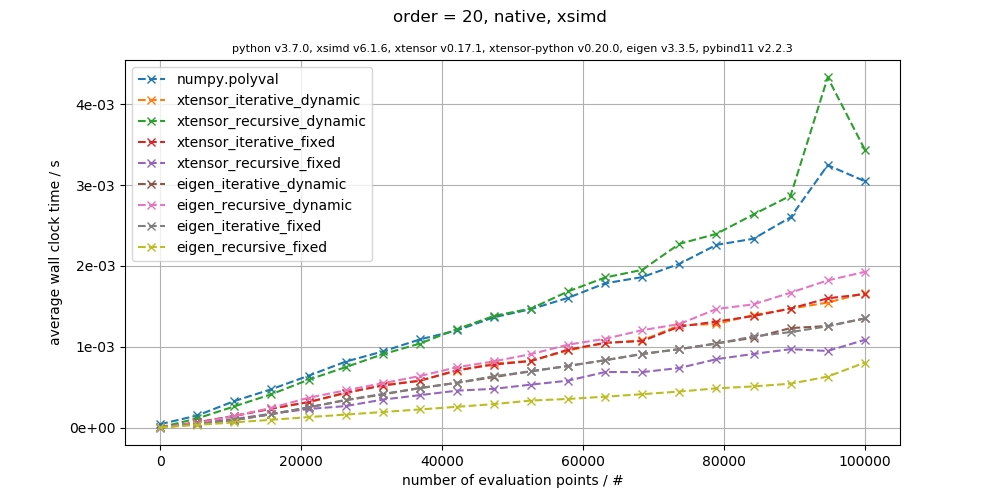 order = 20, native, xsimd
python v3.7.0, xsimd v6.1.6, xtensor v0.17.1, xtensor-python v0.20.0, eigen v3.3.5, pybind11 v2.2.3
numpy.polyval
xtensor_iterative_dynamic
xtensor_recursive_dynamic
xtensor_iterative_fixed
xtensor_recursive_fixed
eigen_iterative_dynamic
eigen_recursive_dynamic
eigen_iterative_fixed
eigen_recursive_fixed
average wall clock time / s
4e-03
3e-03
2e-03
1e-03
0e+00
0 20000 40000 60000 80000 100000
number of evaluation points / #